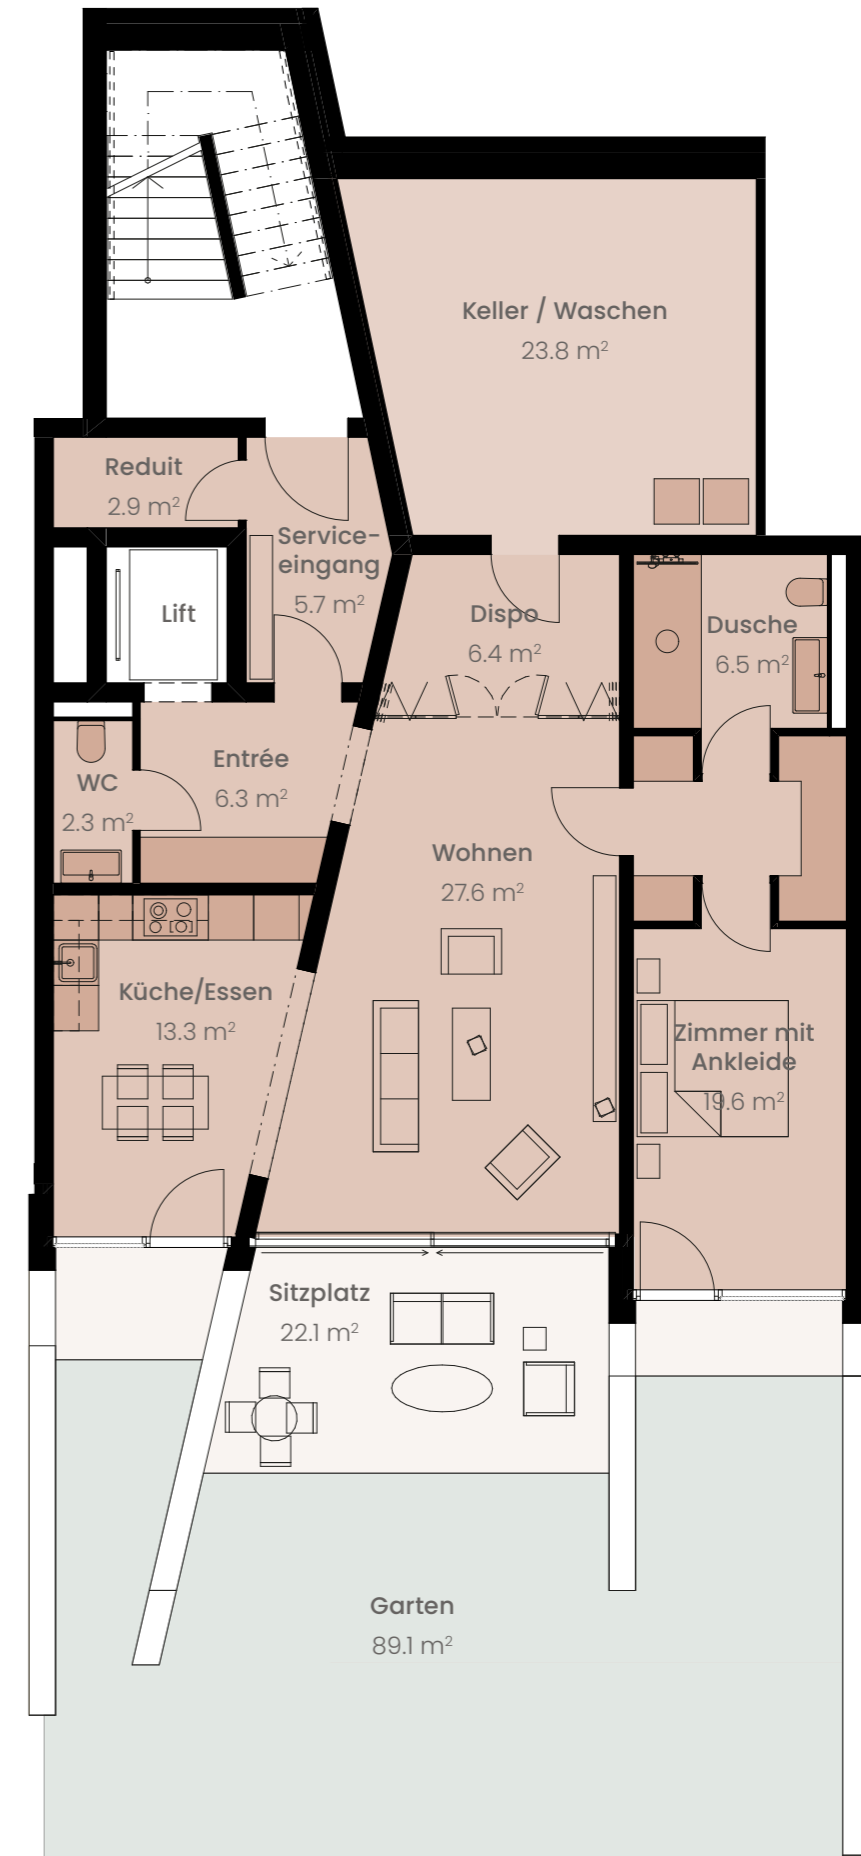 Keller / Waschen
23.8 m²
Reduit
2.9 m²
Service-
eingang
5.7 m²
Lift
Dispo
6.4 m²
Dusche
6.5 m²
Entrée
6.3 m²
WC
2.3 m²
Wohnen
27.6 m²
Küche/Essen
13.3 m²
Zimmer mit
Ankleide
19.6 m²
Sitzplatz
22.1 m²
Garten
89.1 m²